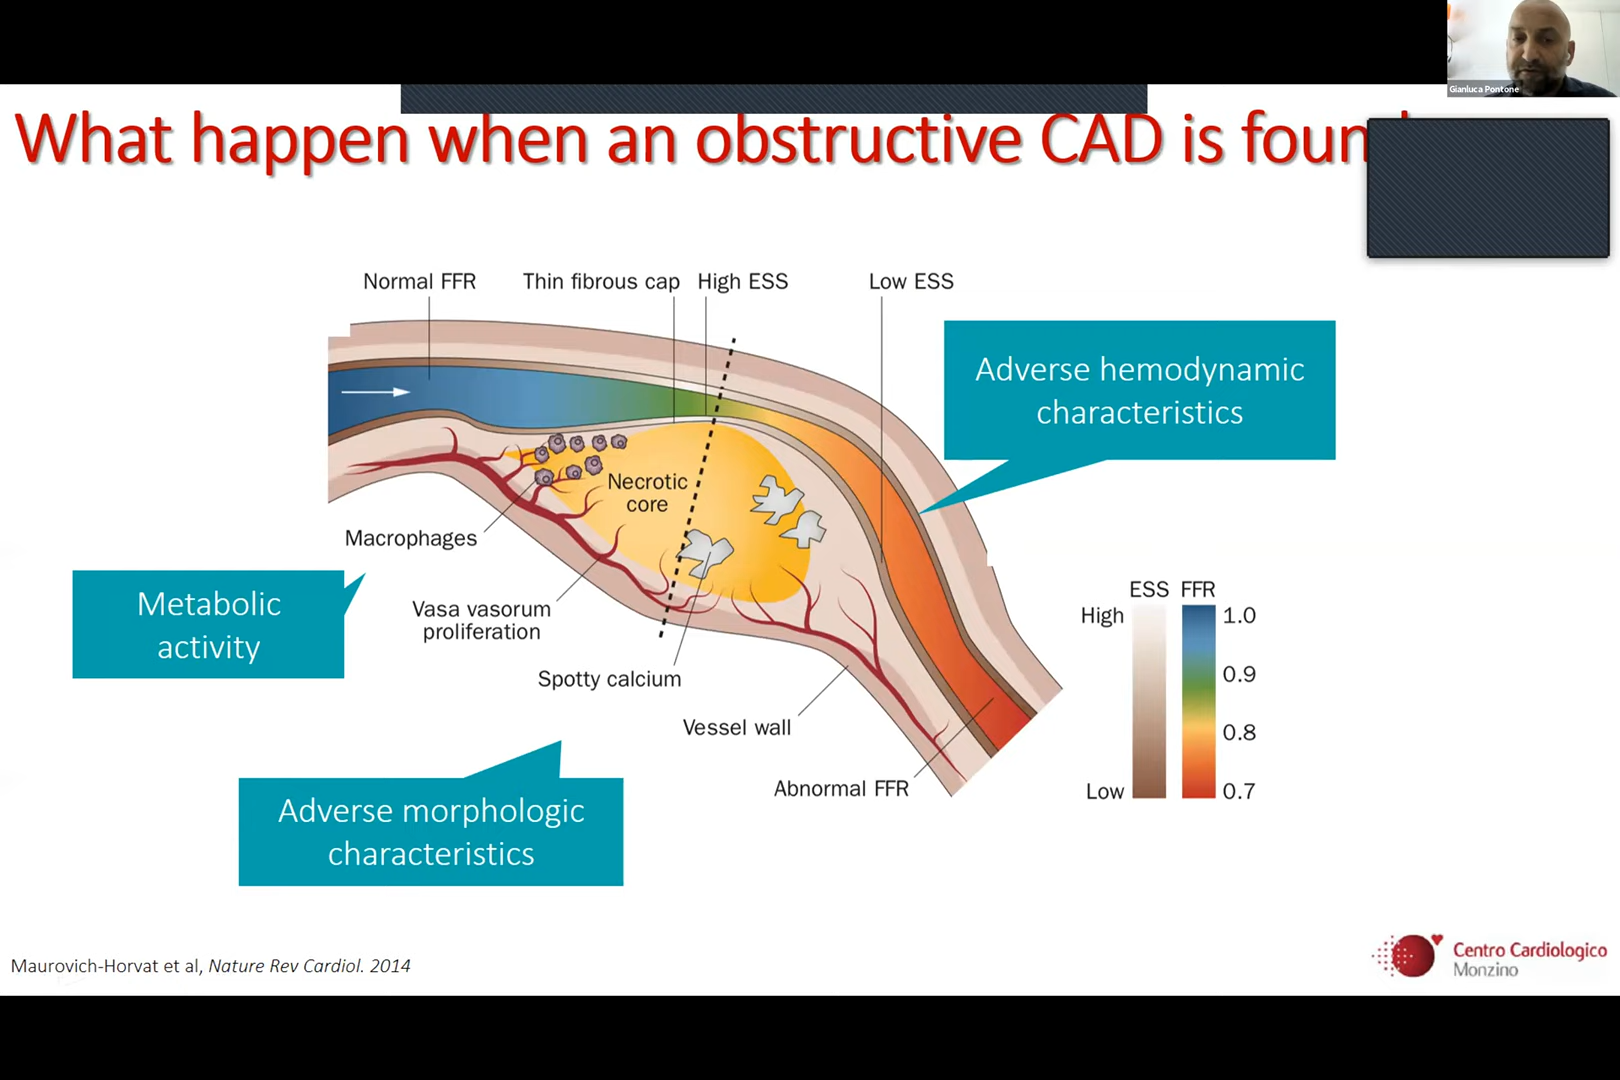 Gianluca Pontone
What happen when an obstructive CAD is foun
Normal FFR
Thin fibrous cap
High ESS
Low ESS
Adverse hemodynamic
characteristics
Necrotic
core
Macrophages
Metabolic
activity
Vasa vasorum
proliferation
Spotty calcium
Vessel wall
Abnormal FFR
ESS FFR
High
1.0
0.9
0.8
Low
0.7
Adverse morphologic
characteristics
Maurovich-Horvat et al, Nature Rev Cardiol. 2014
Centro Cardiologico
Monzino